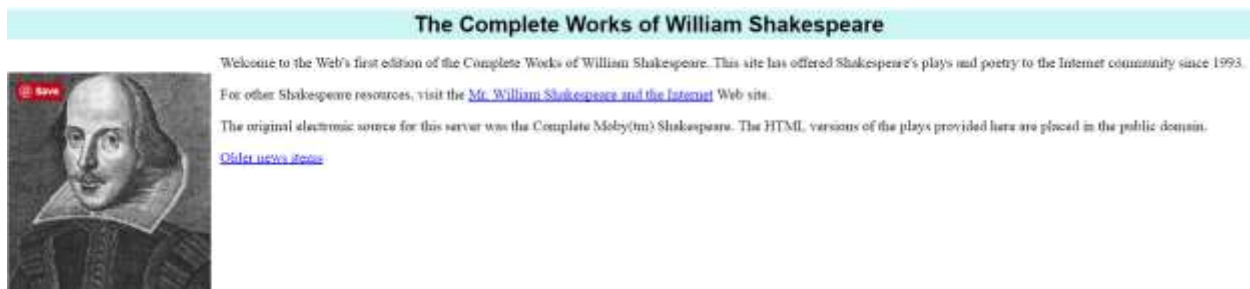 The Complete Works of William Shakespeare
Welcome to the Web's first edition of the Complete Works of William Shakespeare. This site has offered Shakespeare's plays and poetry to the Internet community since 1993.
Save
For other Shakespeare resources, visit the Mr. William Shakespeare and the Internet Web site.
The original electronic source for this server was the Complete Moby(tm) Shakespeare. The HTML versions of the plays provided here are placed in the public domain.
Older news items